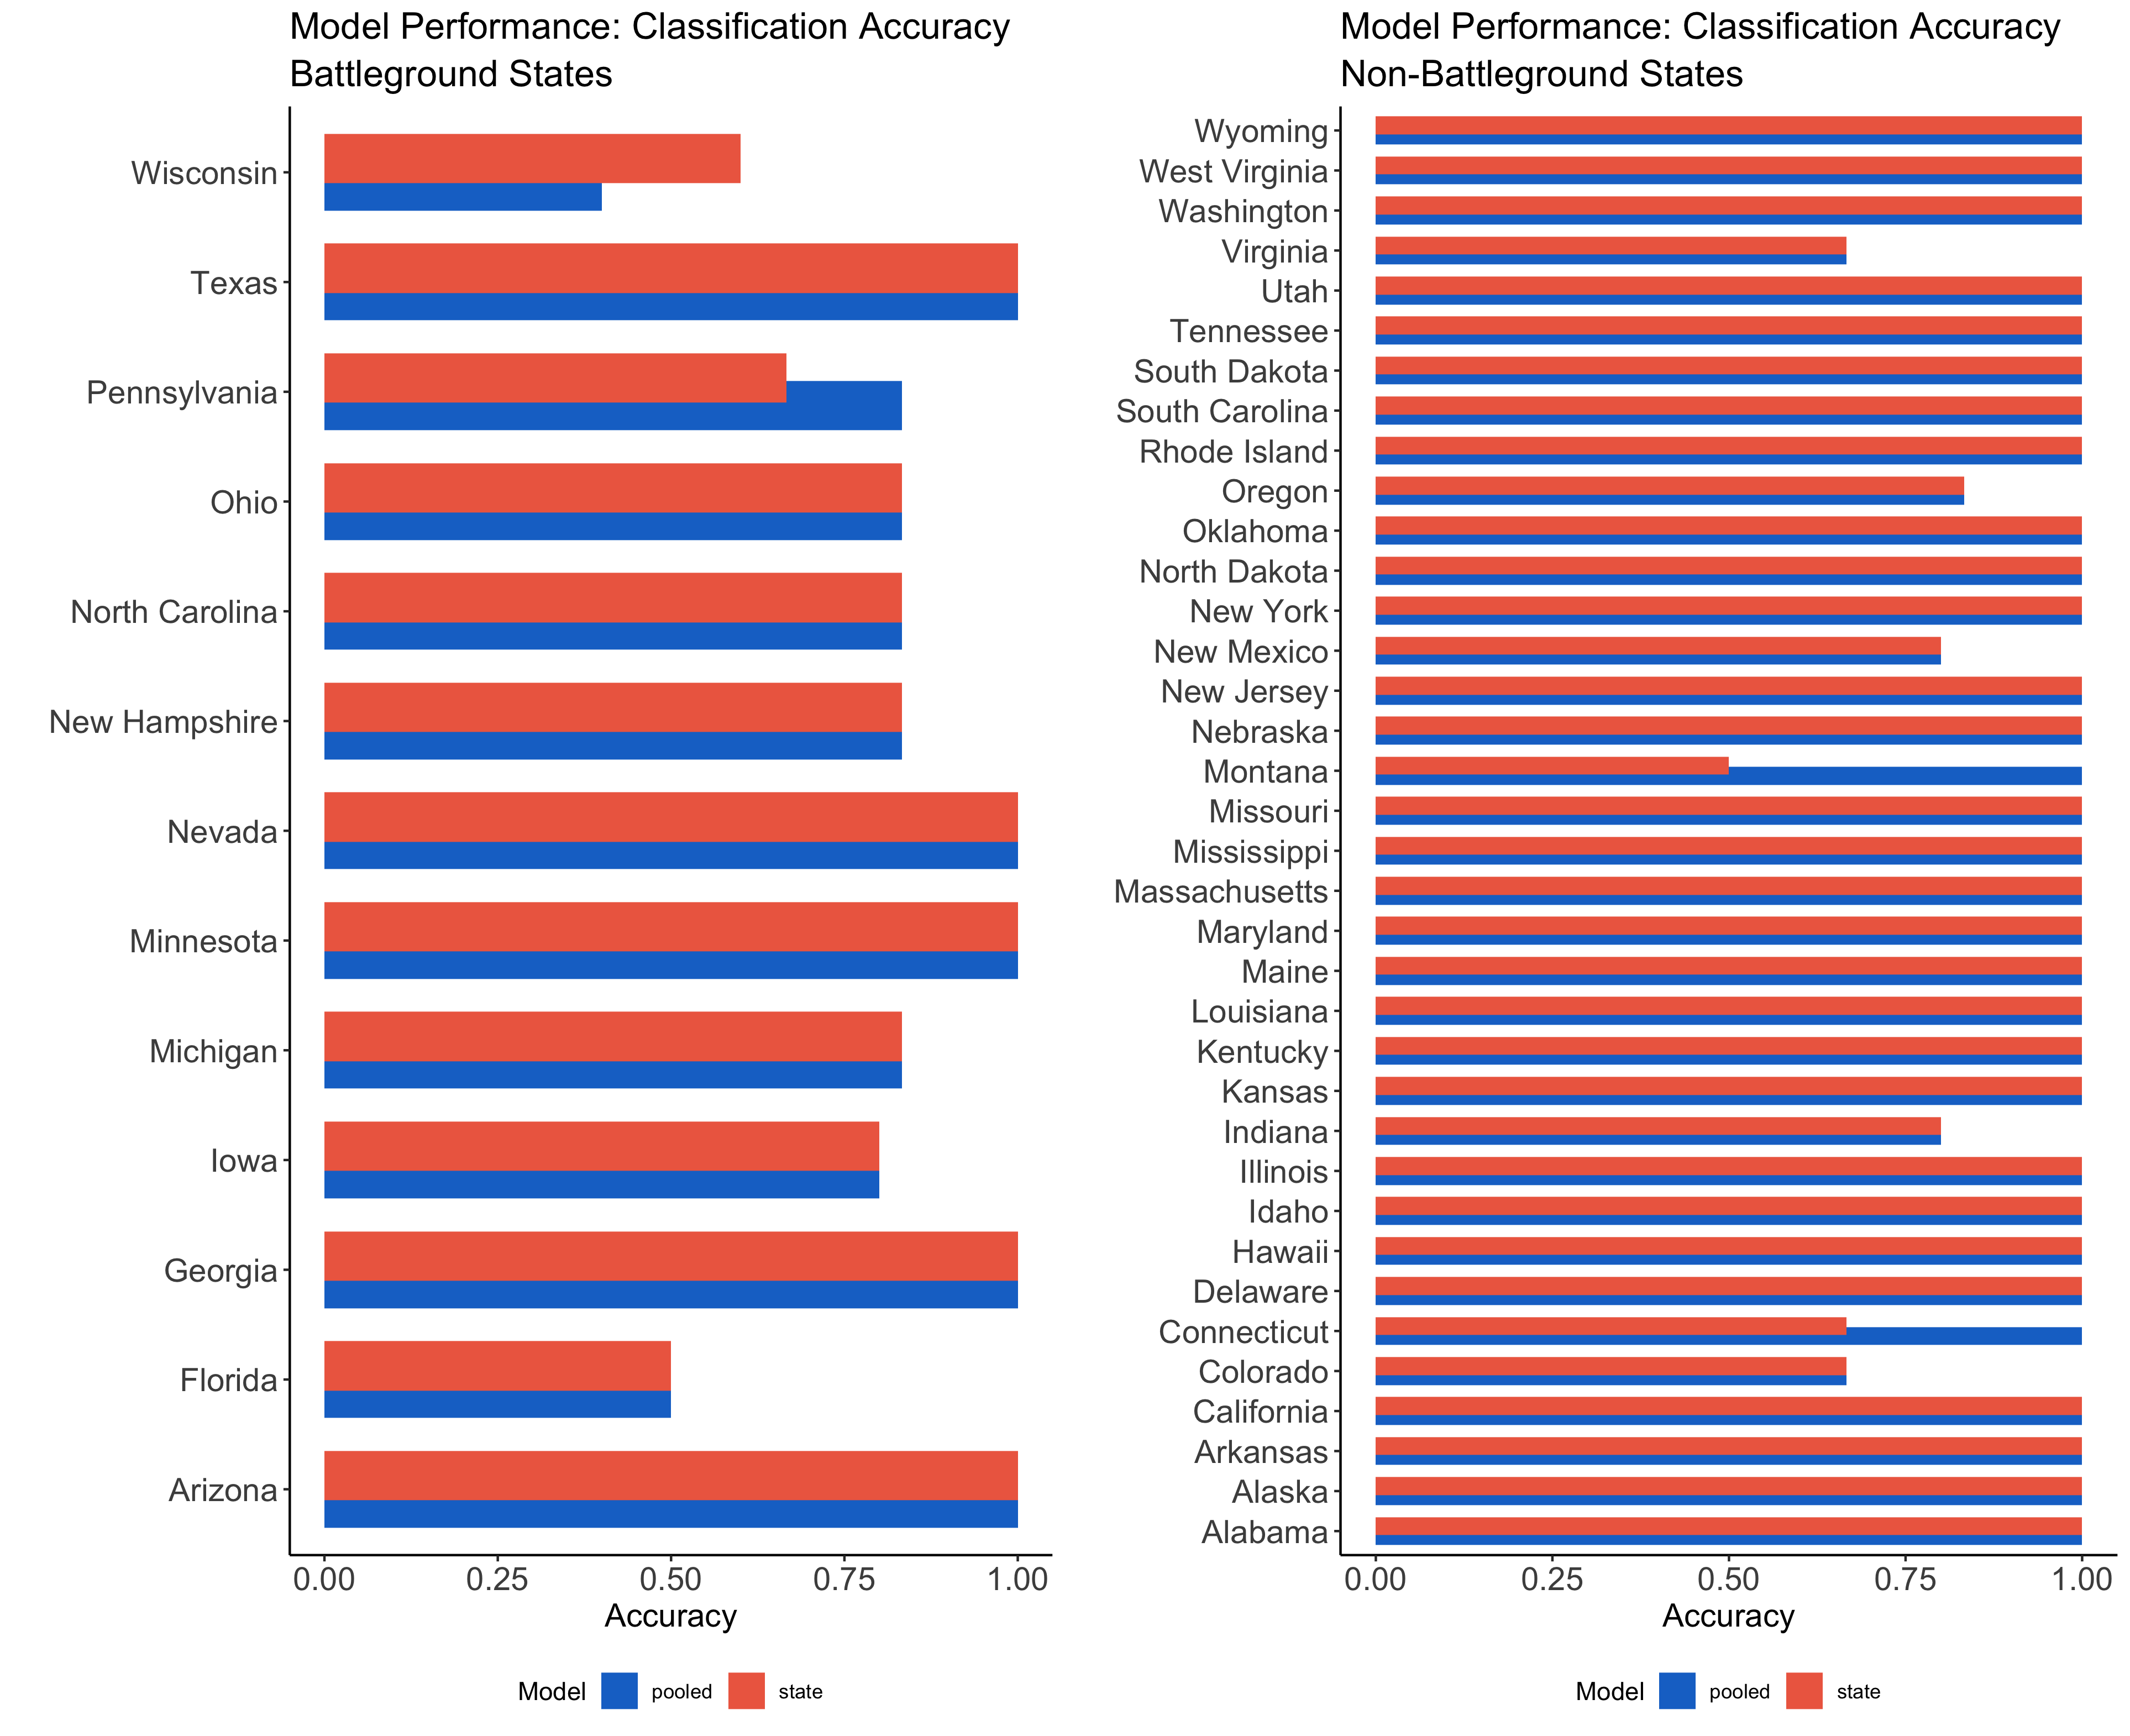 Model Performance: Classification Accuracy
Battleground States
Wisconsin
Texas
Pennsylvania
Ohio
North Carolina
New Hampshire
Nevada
Minnesota
Michigan
Iowa
Georgia
Florida
Arizona
0.00 0.25 0.50 0.75 1.00
Accuracy
Model pooled state
Model Performance: Classification Accuracy
Non-Battleground States
Wyoming
West Virginia
Washington
Virginia
Utah
Tennessee
South Dakota
South Carolina
Rhode Island
Oregon
Oklahoma
North Dakota
New York
New Mexico
New Jersey
Nebraska
Montana
Missouri
Mississippi
Massachusetts
Maryland
Maine
Louisiana
Kentucky
Kansas
Indiana
Illinois
Idaho
Hawaii
Delaware
Connecticut
Colorado
California
Arkansas
Alaska
Alabama
0.00 0.25 0.50 0.75 1.00
Accuracy
Model pooled state